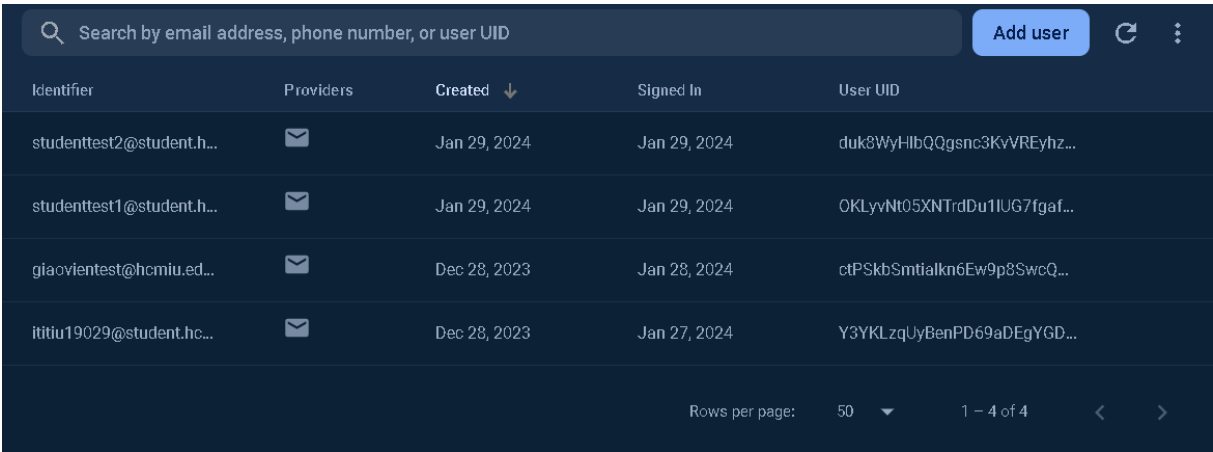 Search by email address, phone number, or user UID Add user
Identifier Providers Created Signed In User UID
studenttest2@student.h... Jan 29, 2024 Jan 29, 2024 duk8WyHlbQQgsnc3KvVREyhz...
studenttest1@student.h... Jan 29, 2024 Jan 29, 2024 OKLyvNt05XNTrdDu1IUG7fgaf...
giaovientest@hcmiu.ed... Dec 28, 2023 Jan 28, 2024 ctPSkbSmtialkn6Ew9p8SwcQ...
ititiu19029@student.hc... Dec 28, 2023 Jan 27, 2024 Y3YKLzqUyBenPD69aDEgYGD...
Rows per page: 50 1 – 4 of 4